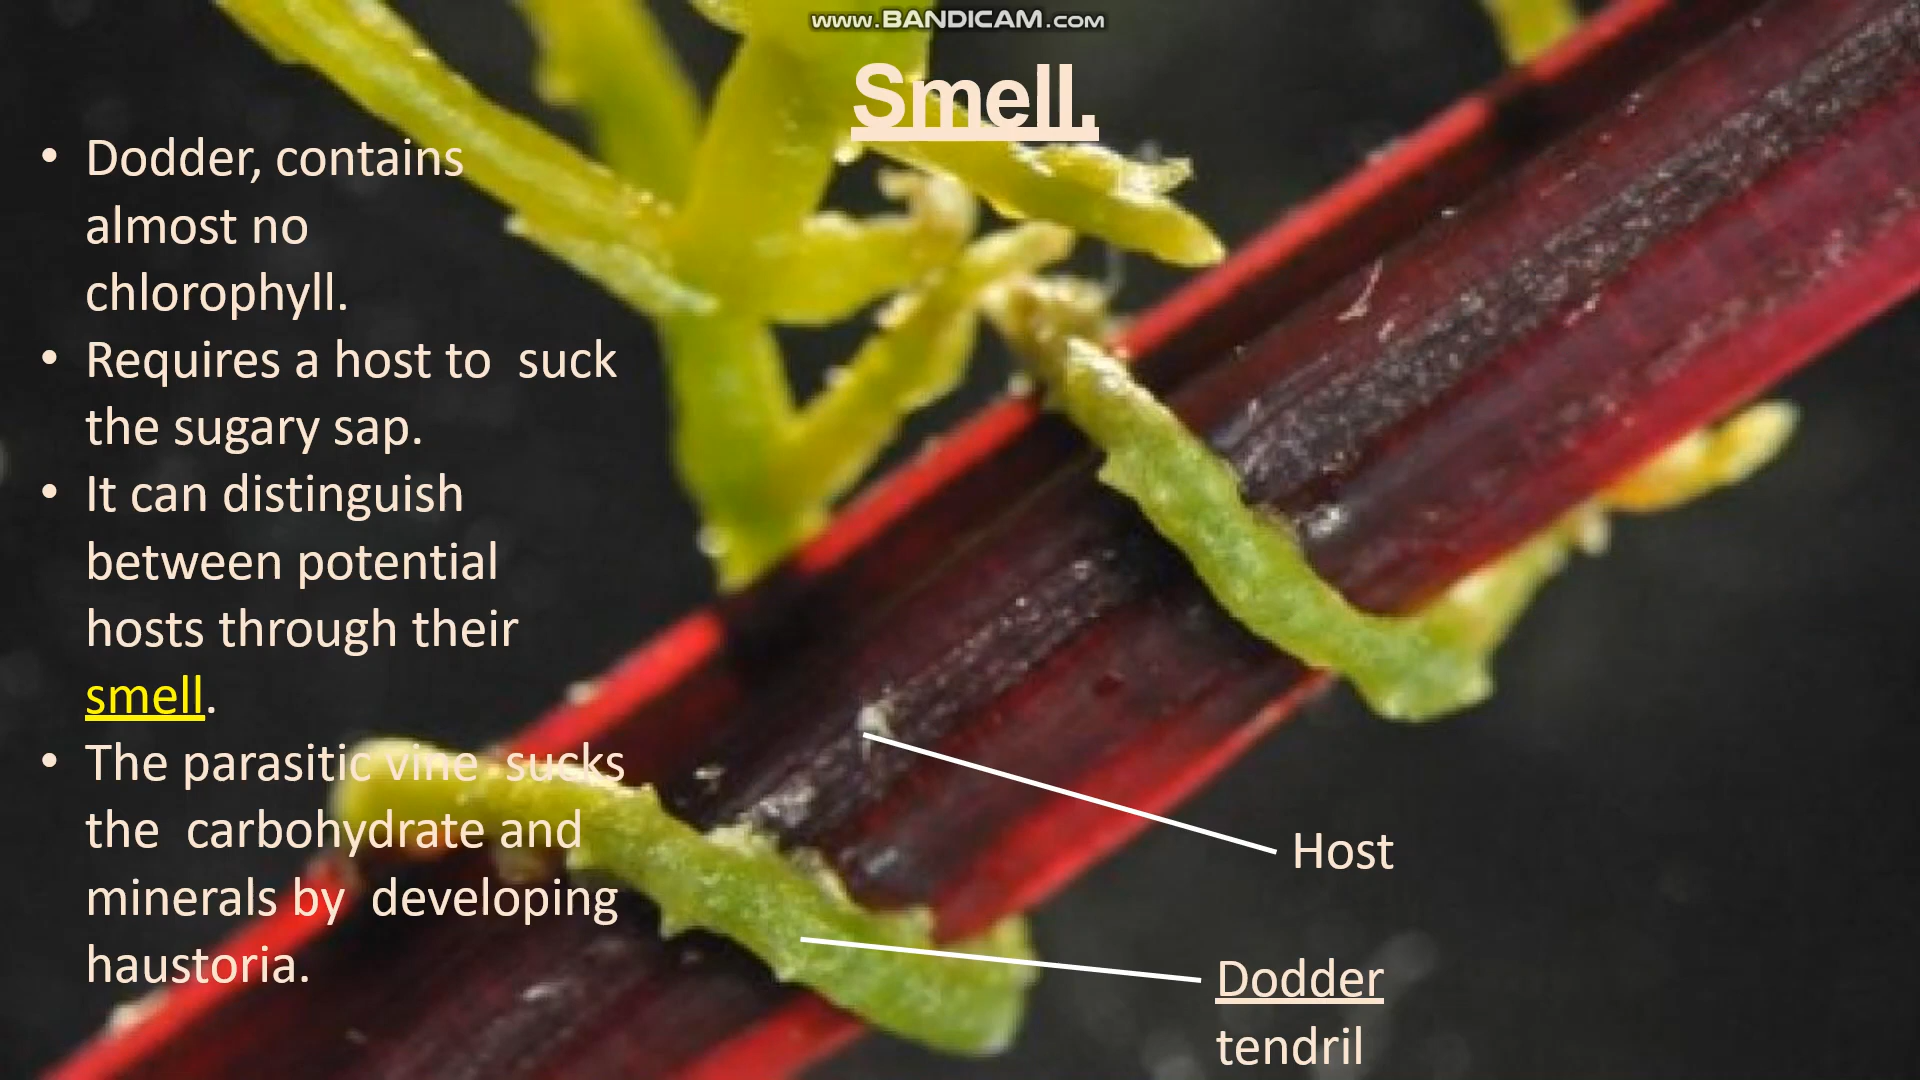 www.BANDICAM.com
Smell.
• Dodder, contains
almost no
chlorophyll.
• Requires a host to suck
the sugary sap.
• It can distinguish
between potential
hosts through their
smell.
• The parasitic vine sucks
the carbohydrate and
minerals by developing
haustoria.
Host
Dodder
tendril